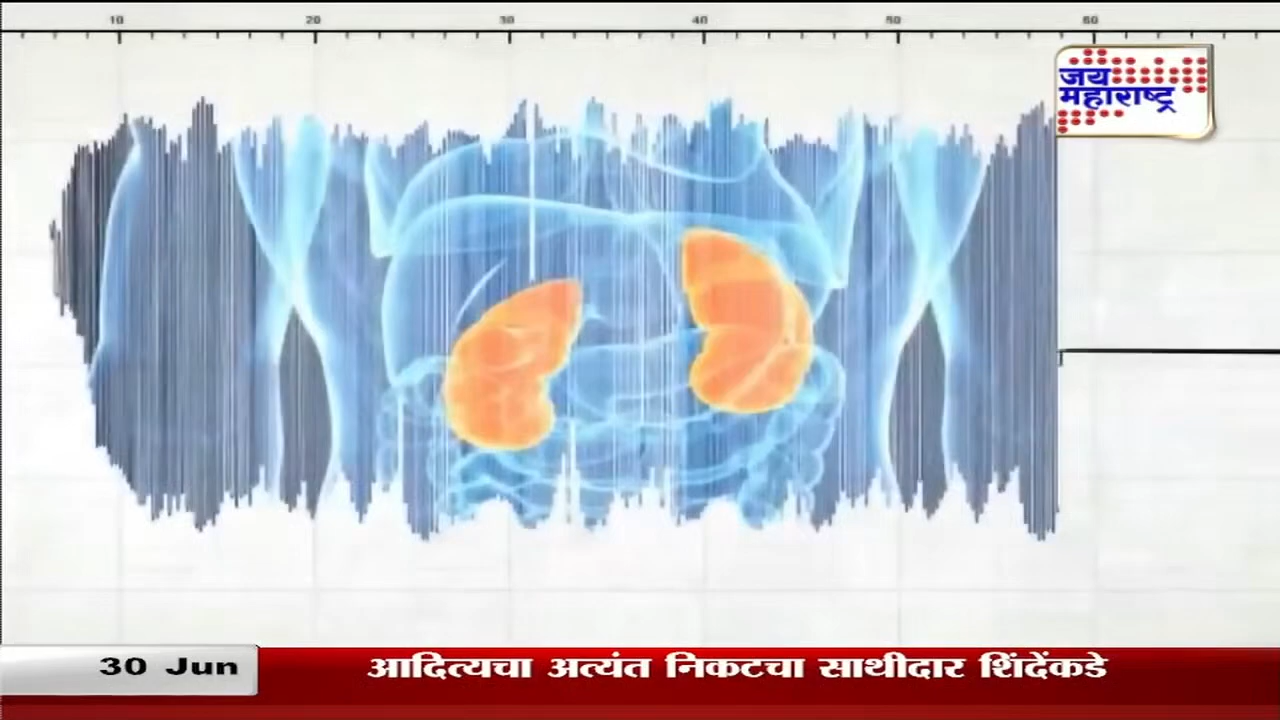 10 20 30 40 50 60
जय
महाराष्ट्र
30 Jun
आदित्यचा अत्यंत निकटचा साथीदार शिंदेंकडे